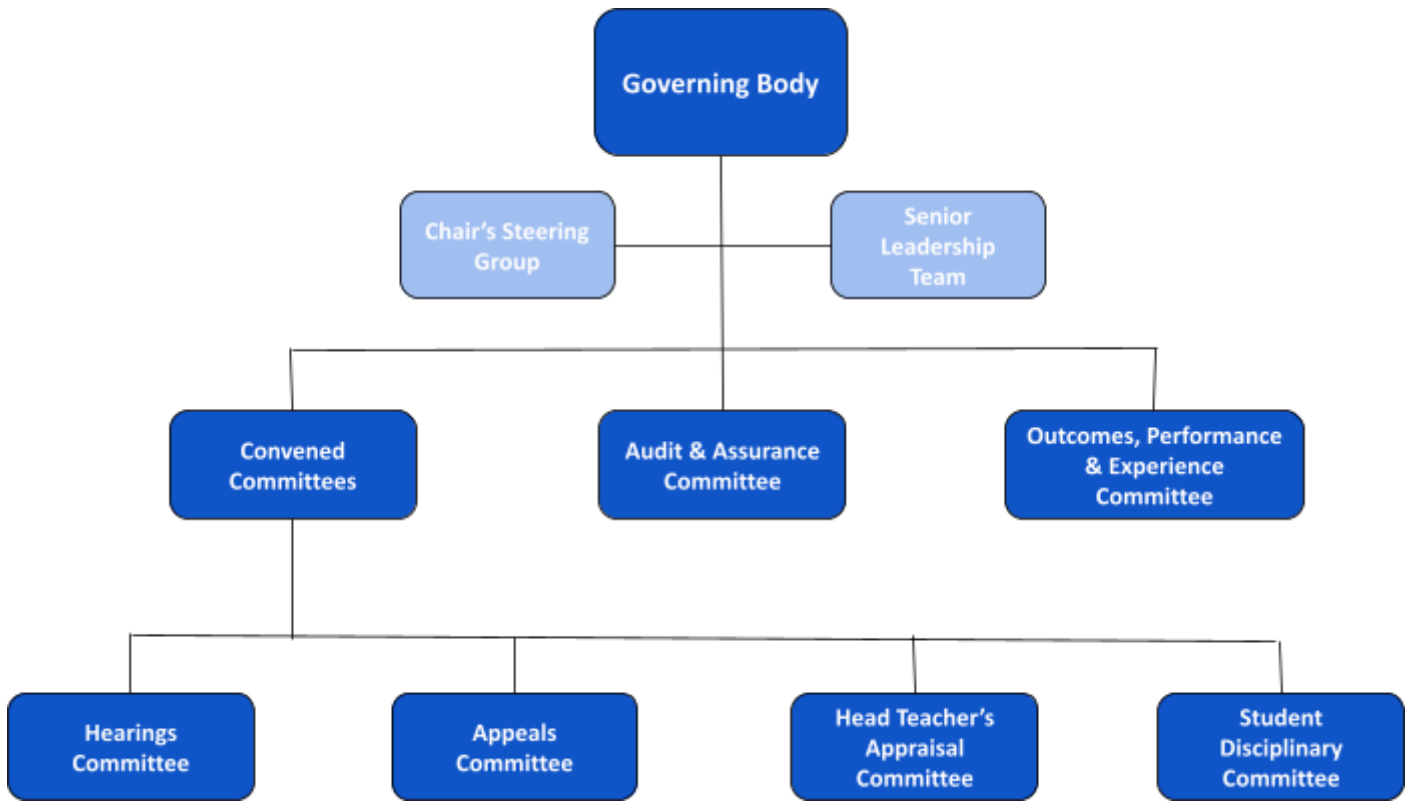 Governing Body
Chair’s Steering
Group
Senior
Leadership
Team
Convened
Committees
Audit & Assurance
Committee
Outcomes, Performance
& Experience
Committee
Hearings
Committee
Appeals
Committee
Head Teacher’s
Appraisal
Committee
Student
Disciplinary
Committee